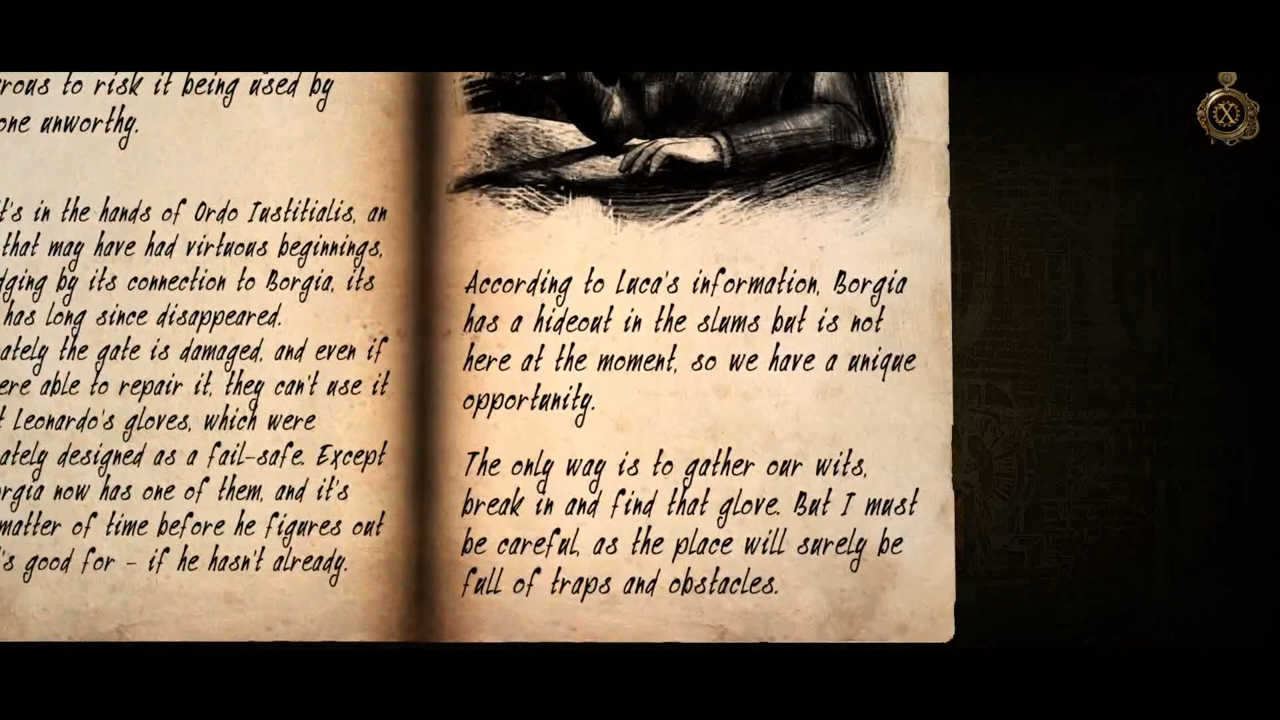 to risk it being used by
one unworthy.
in the hands of Ordo Iustitialis, an
that may have had virtuous beginnings,
by its connection to Borgia, its
has long since disappeared.
the gate is damaged, and even if
able to repair it, they can't use it
Leonardo's gloves, which were
designed as a fail-safe. Except
now has one of them, and it's
matter of time before he figures out
good for - if he hasn't already.
According to Luca's information, Borgia
has a hideout in the slums but is not
here at the moment, so we have a unique
opportunity.
The only way is to gather our wits,
break in and find that glove. But I must
be careful, as the place will surely be
full of traps and obstacles.
X